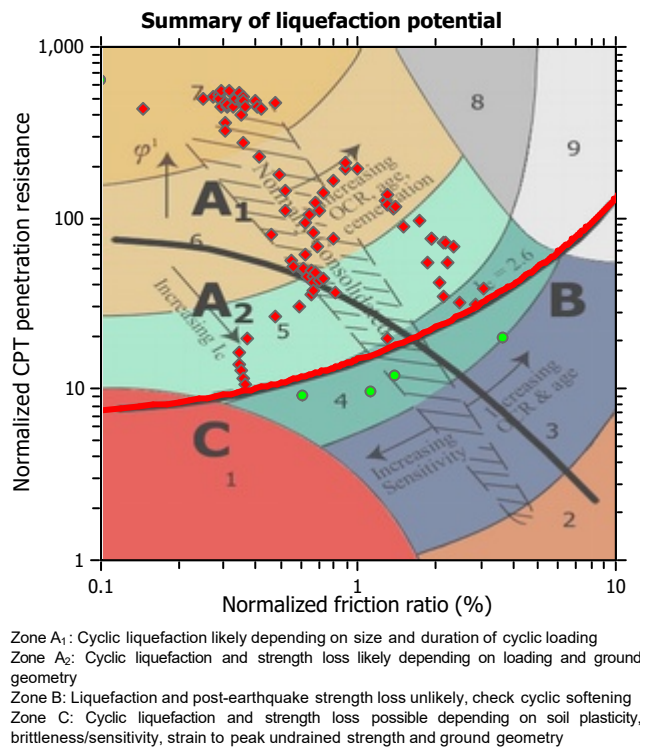 Summary of liquefaction potential
1,000
7
8
9
φ¹
Increasing
OCR, age,
cementation
A1
100
6
Ic = 2.6
A2
Increasing Ic
5
B
10
4
Increasing
OCR & age
C
3
Increasing
Sensitivity
1
2
1
0.1
1
10
Normalized CPT penetration resistance
Normalized friction ratio (%)
Zone A1: Cyclic liquefaction likely depending on size and duration of cyclic loading
Zone A2: Cyclic liquefaction and strength loss likely depending on loading and ground
geometry
Zone B: Liquefaction and post-earthquake strength loss unlikely, check cyclic softening
Zone C: Cyclic liquefaction and strength loss possible depending on soil plasticity,
brittleness/sensitivity, strain to peak undrained strength and ground geometry